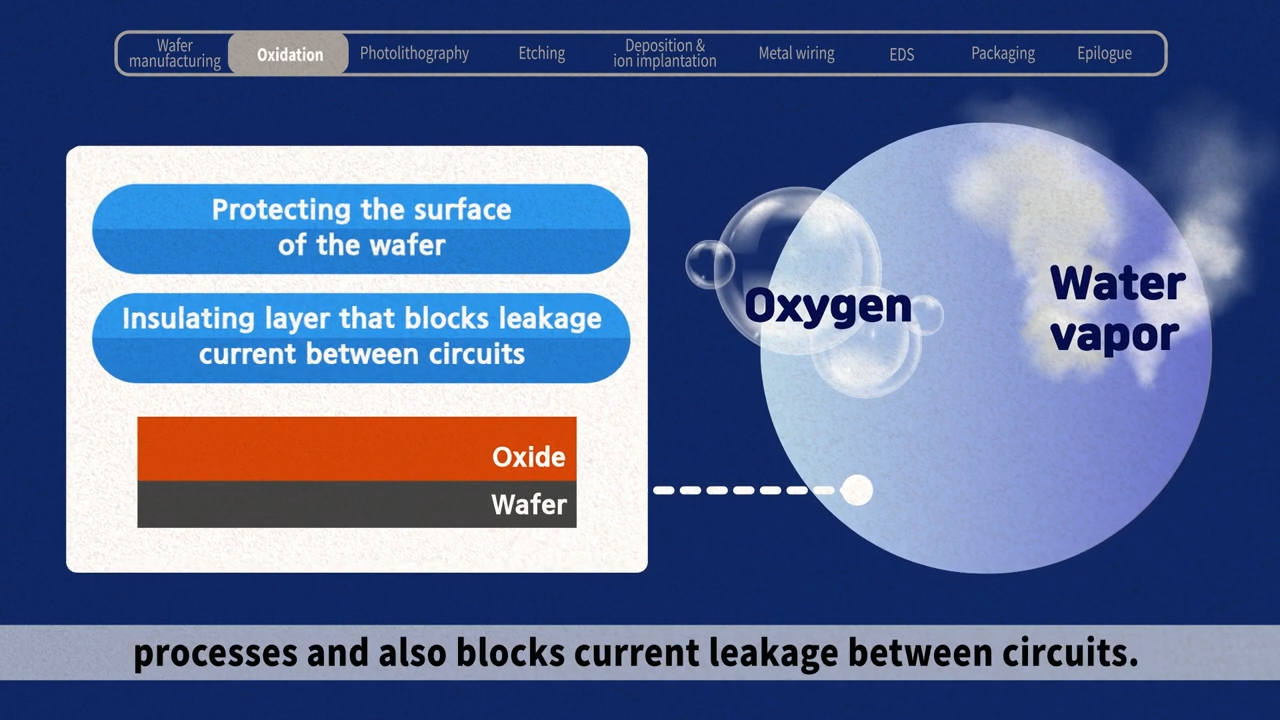 Wafer
manufacturing
Oxidation
Photolithography
Etching
Deposition &
ion implantation
Metal wiring
EDS
Packaging
Epilogue
Protecting the surface
of the wafer
Insulating layer that blocks leakage
current between circuits
Oxide
Wafer
Oxygen
Water
vapor
processes and also blocks current leakage between circuits.